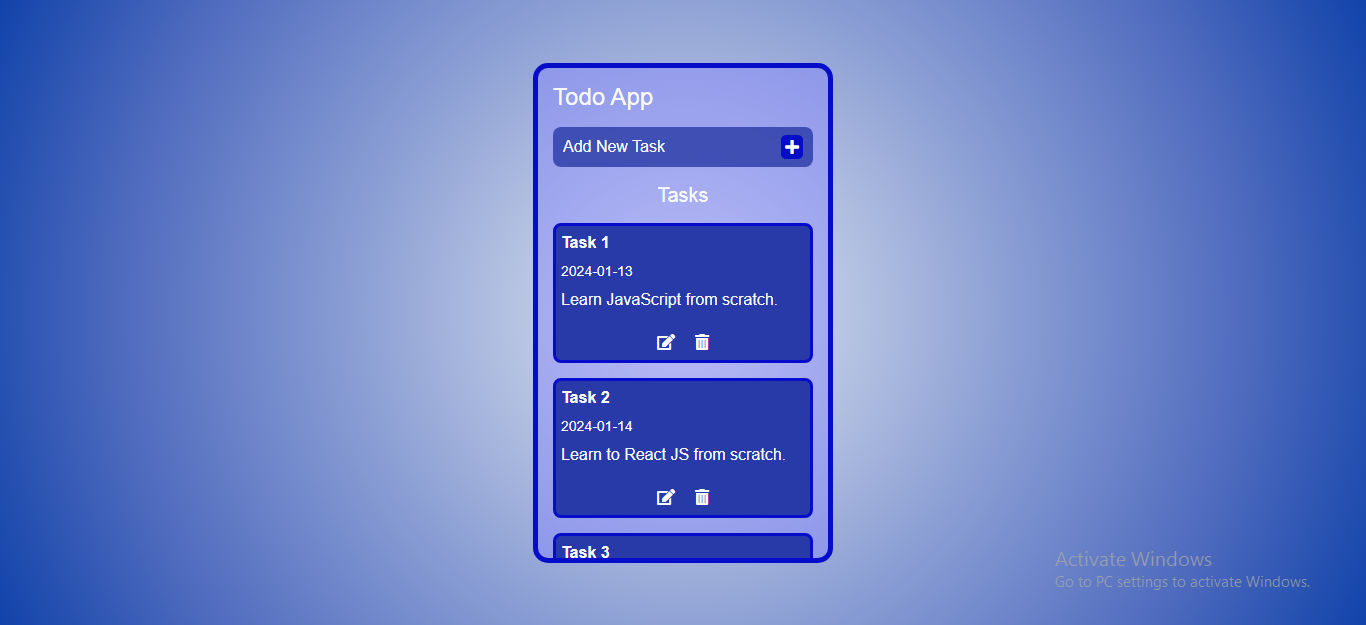 Todo App
Add New Task
Tasks
Task 1
2024-01-13
Learn JavaScript from scratch.
Task 2
2024-01-14
Learn to React JS from scratch.
Task 3
Activate Windows
Go to PC settings to activate Windows.